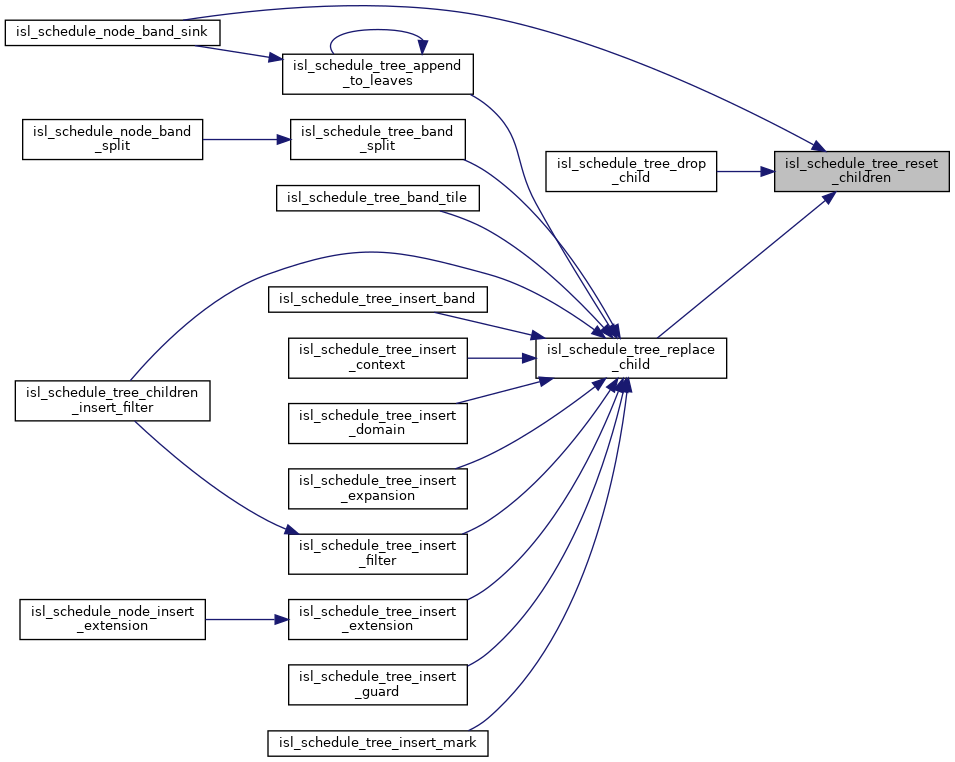 isl_schedule_node_band_sink
isl_schedule_tree_append
_to_leaves
isl_schedule_node_band
_split
isl_schedule_tree_band
_split
isl_schedule_tree_drop
_child
isl_schedule_tree_reset
_children
isl_schedule_tree_band_tile
isl_schedule_tree_insert_band
isl_schedule_tree_replace
_child
isl_schedule_tree_insert
_context
isl_schedule_tree_children
_insert_filter
isl_schedule_tree_insert
_domain
isl_schedule_tree_insert
_expansion
isl_schedule_tree_insert
_filter
isl_schedule_node_insert
_extension
isl_schedule_tree_insert
_extension
isl_schedule_tree_insert
_guard
isl_schedule_tree_insert_mark